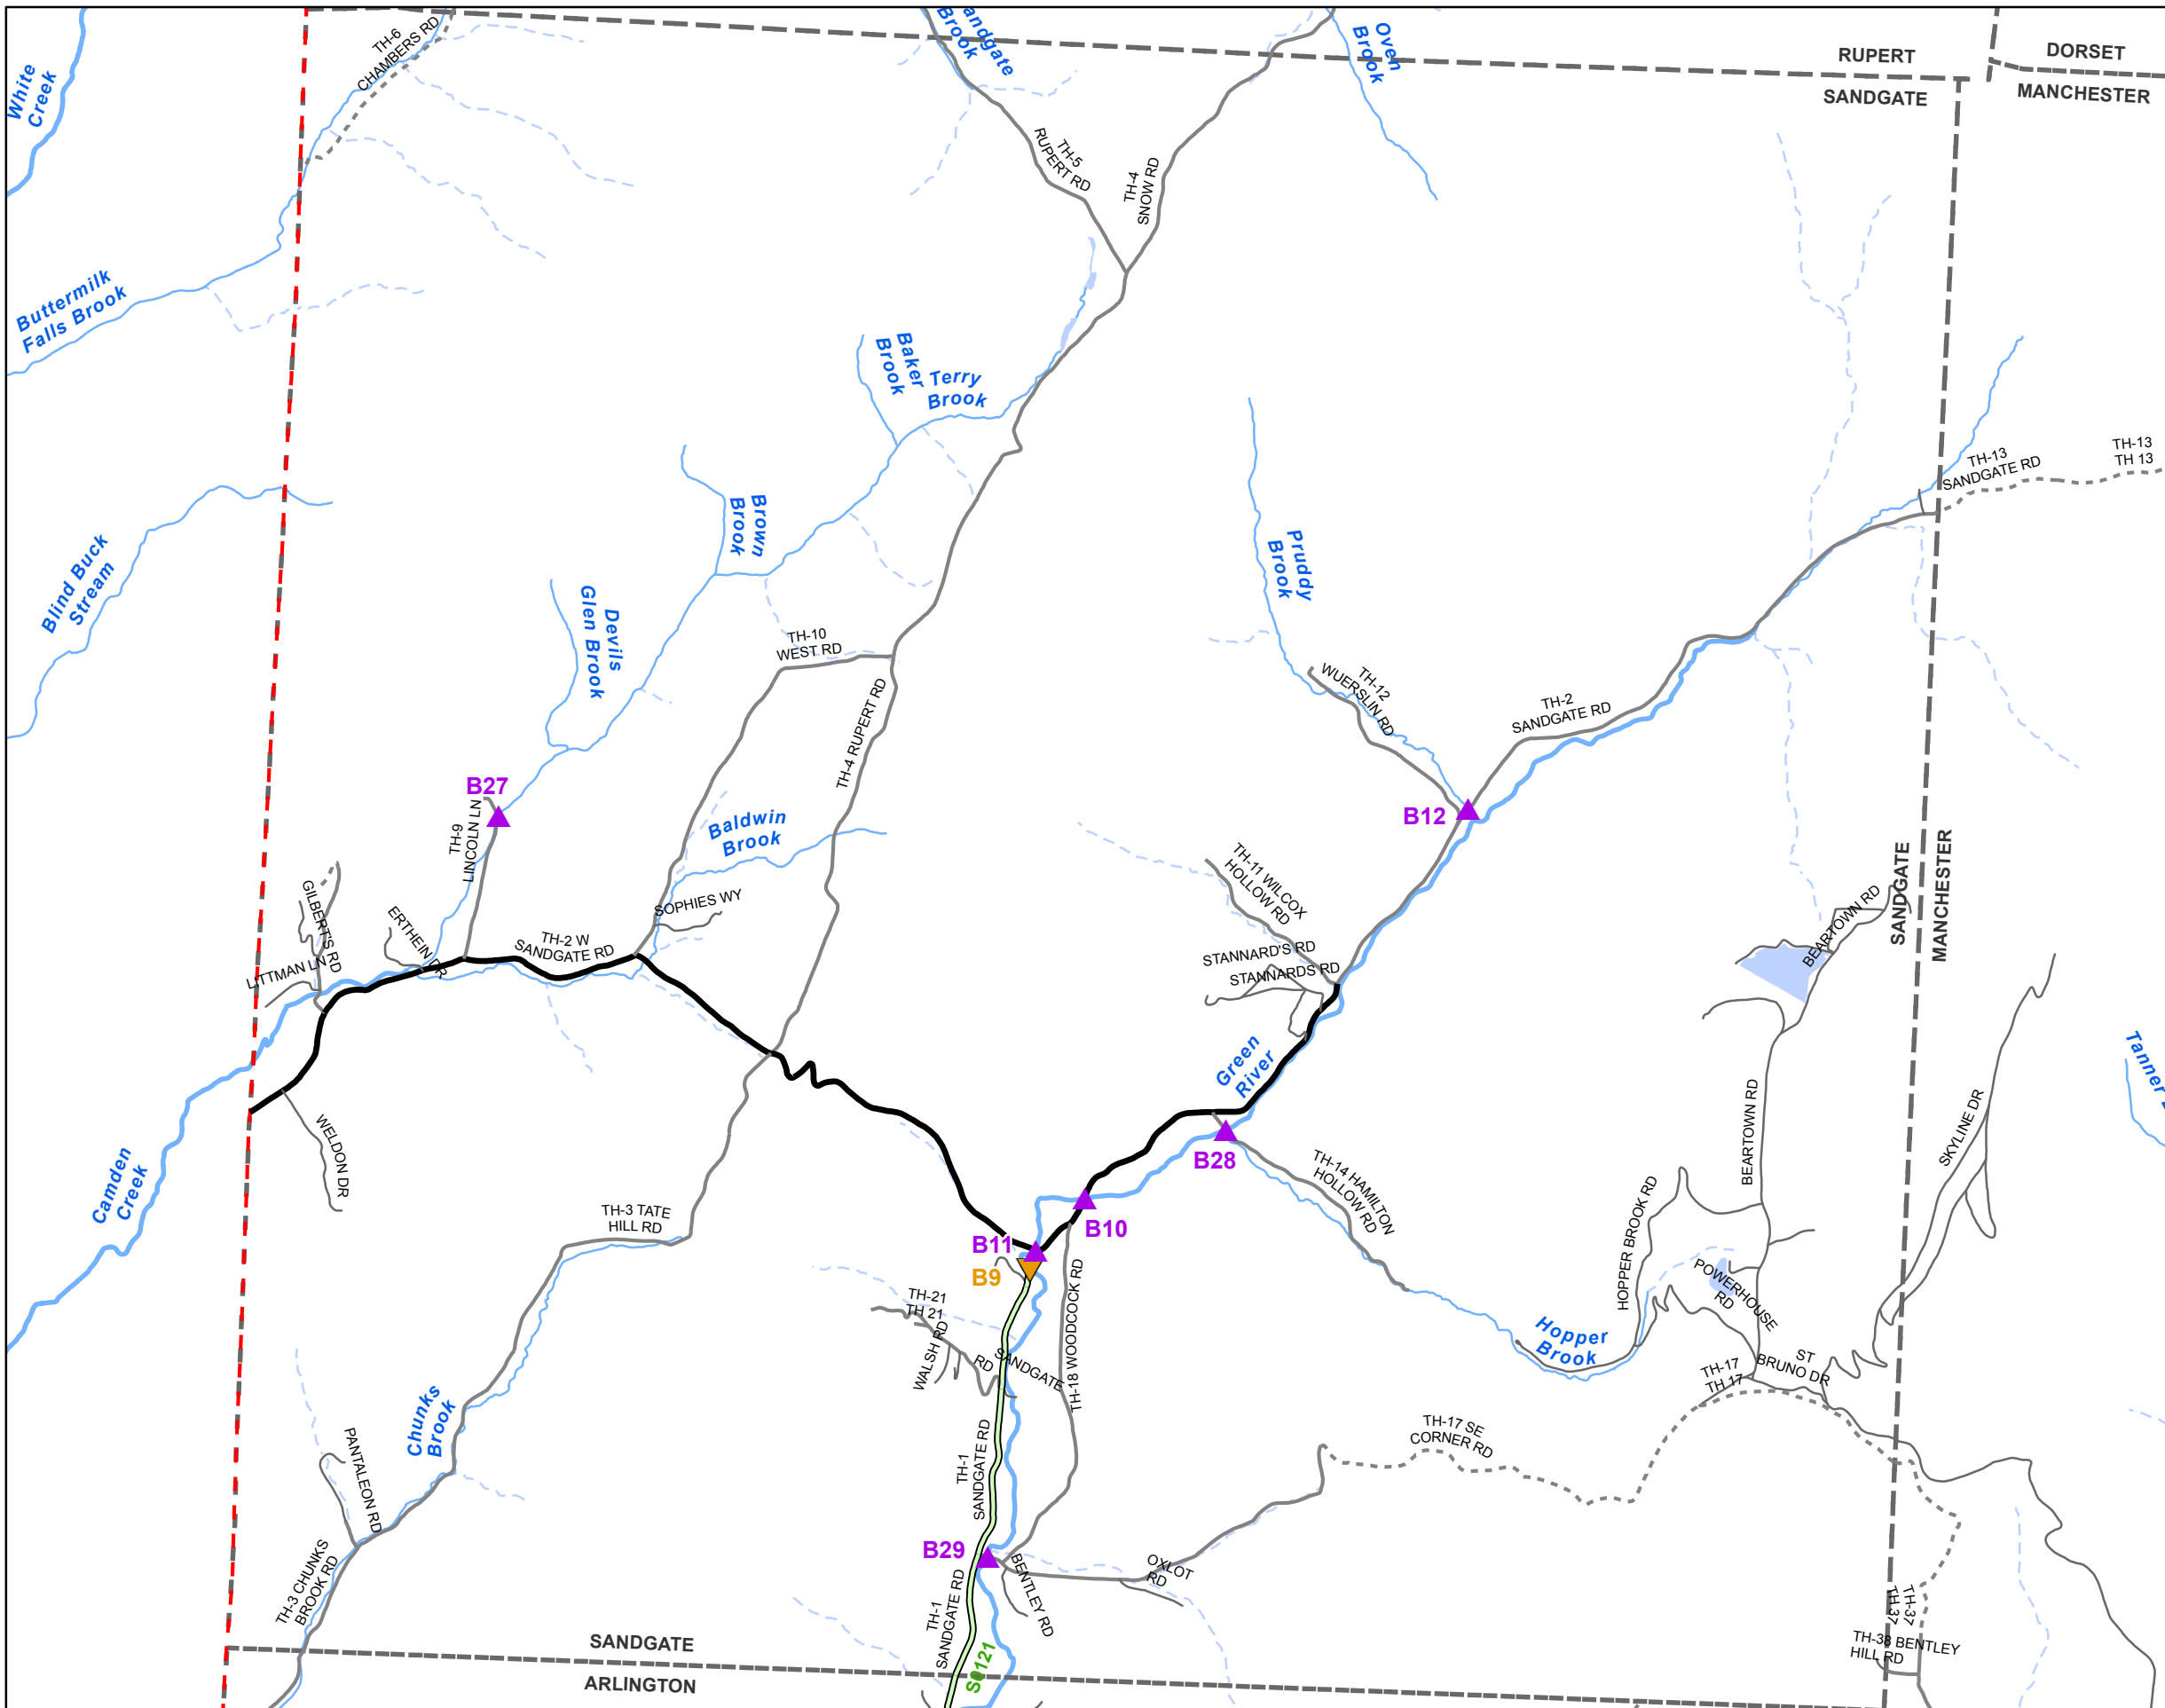 TH-6
CHAMBERS RD
White
Creek
Brook
Oven
Brook
RUPERT
SANDGATE
DORSET
MANCHESTER
TH-5
RUPERT RD
TH-4
SNOW RD
Buttermilk
Falls Brook
Baker
Brook
Terry
Brook
TH-13
SANDGATE RD
TH-13
TH 13
Blind Buck
Stream
Brown
Brook
Devils
Glen Brook
Pruddy
Brook
TH-10
WEST RD
TH-4 RUPERT RD
TH-12
WUERSLIN RD
TH-2
SANDGATE RD
B27
TH-9
LINCOLN LN
Baldwin
Brook
B12
SANDGATE
MANCHESTER
GILBERT'S RD
ERTHEIN DR
LITTMAN LN
TH-2 W
SANDGATE RD
SOPHIES WY
TH-11 WILCOX
HOLLOW RD
STANNARD'S RD
STANNARDS RD
BEARTOWN RD
Green
River
WELDON DR
Camden
Creek
B28
TH-14 HAMILTON
HOLLOW RD
BEARTOWN RD
SKYLINE DR
Tanner
TH-3 TATE
HILL RD
B10
B11
B9
HOPPER BROOK RD
POWERHOUSE
RD
TH-21
TH 21
WALSH RD
SANDGATE
RD
TH-18 WOODCOCK RD
Hopper
Brook
ST
BRUNO DR
TH-17
TH 17
Chunks
Brook
PANTALEON RD
TH-1
SANDGATE RD
TH-17 SE
CORNER RD
B29
BENTLEY RD
OXLOT
RD
TH-3 CHUNKS
BROOK RD
TH-1
SANDGATE RD
S0121
TH-37
TH-37
TH-38 BENTLEY
HILL RD
SANDGATE
ARLINGTON